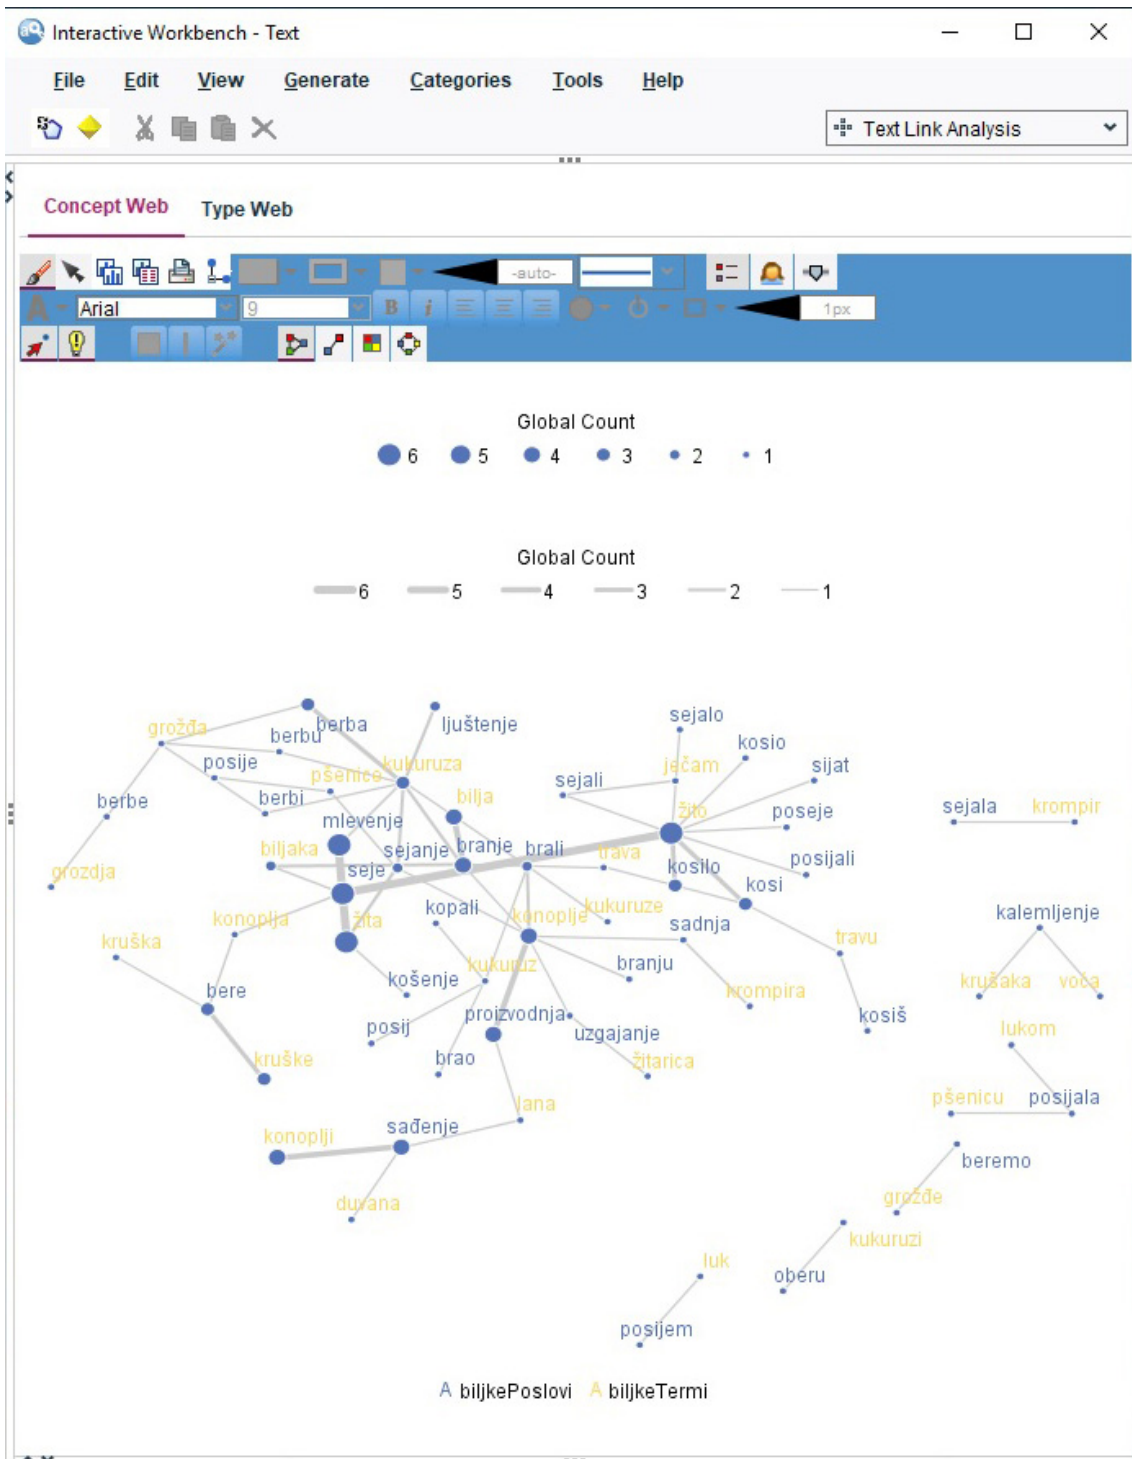 Interactive Workbench - Text
File Edit View Generate Categories Tools Help
Text Link Analysis
Concept Web Type Web
-auto-
A Arial 9 B i 1px
Global Count
6 5 4 3 2 1
Global Count
6 5 4 3 2 1
sejalo
grožđa berba ljuštenje
berbu kosio
posije kukuruza ječam sijat
pšenice sejali
berbe berbi bilja žito poseje sejala krompir
mlevenje
biljaka sejanje branje brali trava posijali
grozdja seje kosilo kosi
konoplja žita kopali konoplje kukuruze kalemljenje
kruška sadnja travu
kukuruz branju
bere košenje krompira krušaka voća
posij proizvodnja kosiš
uzgajanje lukom
kruške brao žitarica
pšenicu posijala
lana
konoplji sađenje
beremo
duvana grožđe
kukuruzi
luk
oberu
posijem
A biljkePoslovi A biljkeTermi